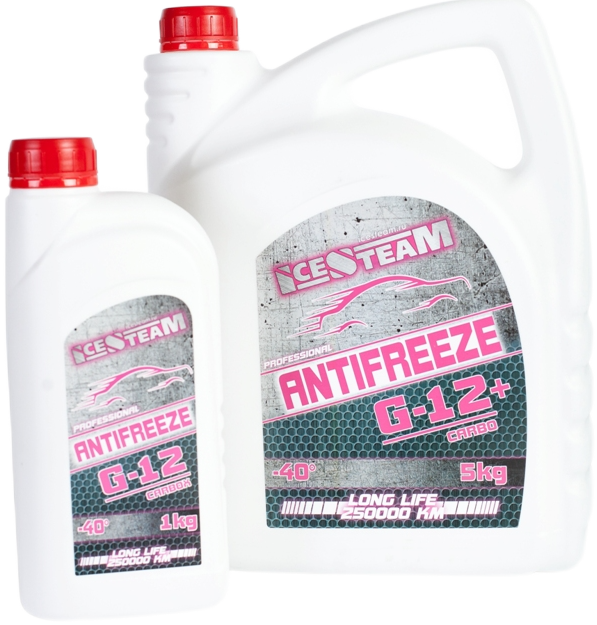 iCESTEAM
PROFESSIONAL
ANTIFREEZE
G-12
CARBOX
-40°
1kg
LONG LIFE
250000 KM
iCESTEAM
PROFESSIONAL
ANTIFREEZE
G-12+
CARBO
-40°
5kg
LONG LIFE
250000 KM